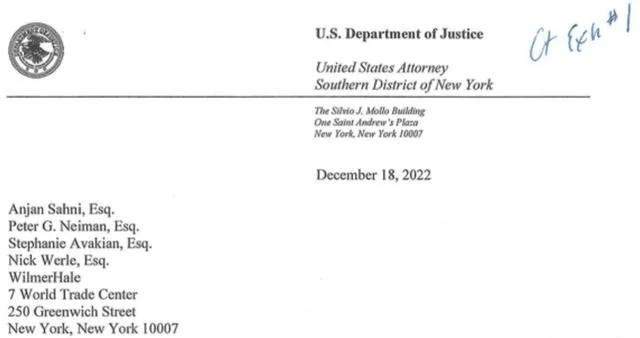 U.S. Department of Justice
Ct Exh #1
United States Attorney
Southern District of New York
The Silvio J. Mollo Building
One Saint Andrew's Plaza
New York, New York 10007
December 18, 2022
Anjan Sahni, Esq.
Peter G. Neiman, Esq.
Stephanie Avakian, Esq.
Nick Werle, Esq.
WilmerHale
7 World Trade Center
250 Greenwich Street
New York, New York 10007